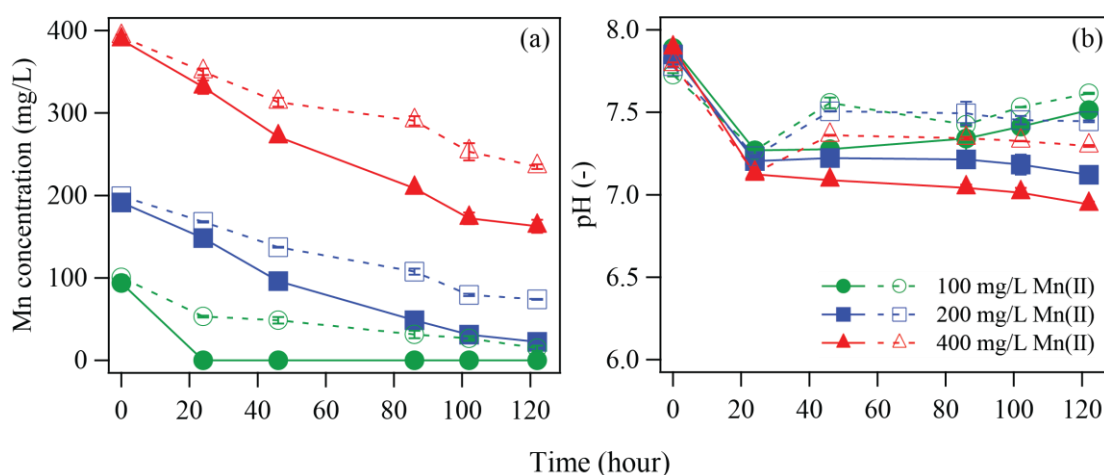 (a)
Mn concentration (mg/L)
400
300
200
100
0
0 20 40 60 80 100 120
(b)
pH (-)
8.0
7.5
7.0
6.5
6.0
100 mg/L Mn(II)
200 mg/L Mn(II)
400 mg/L Mn(II)
0 20 40 60 80 100 120
Time (hour)